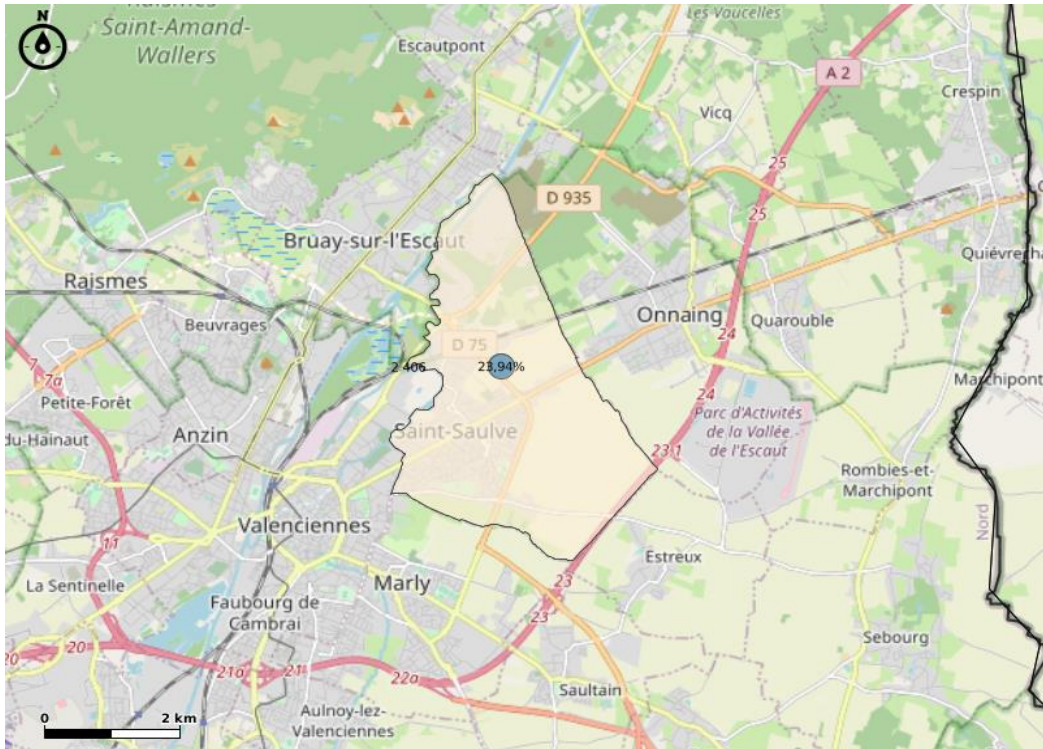 N
Raismes
Saint-Amand-
Wallers
Les Vaucelles
Escautpont
A 2
Crespin
Vicq
25
D 935
25
Bruay-sur-l'Escaut
Quiévrecha
Raismes
Onnaing
Beuvrages
24
Quarouble
D 75
2 406
23,94%
7
7a
Marchipont
Petite-Forêt
24
Parc d'Activités
de la Vallée
de l'Escaut
du-Hainaut
Anzin
Saint-Saulve
23.1
Rombies-et-
Marchipont
Valenciennes
Nord
11
Estreux
La Sentinelle
Marly
23
Faubourg de
Cambrai
23
Sebourg
20
20
21a
21
22a
Saultain
Aulnoy-lez-
Valenciennes
0
2 km